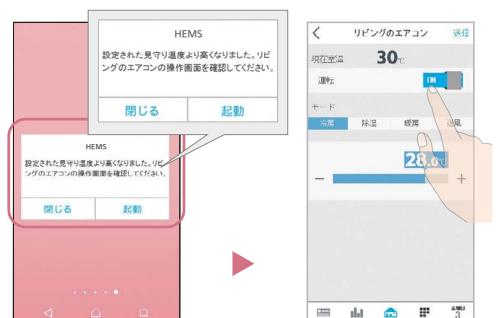 HEMS
設定された見守り温度より高くなりました。リビ
ングのエアコンの操作画面を確認してください。
閉じる
起動
HEMS
設定された見守り温度より高くなりました。リビ
ングのエアコンの操作画面を確認してください。
閉じる
起動
リビングのエアコン
送信
現在室温
30℃
運転
ON
モード
冷房
除湿
暖房
送風
28.0℃
3